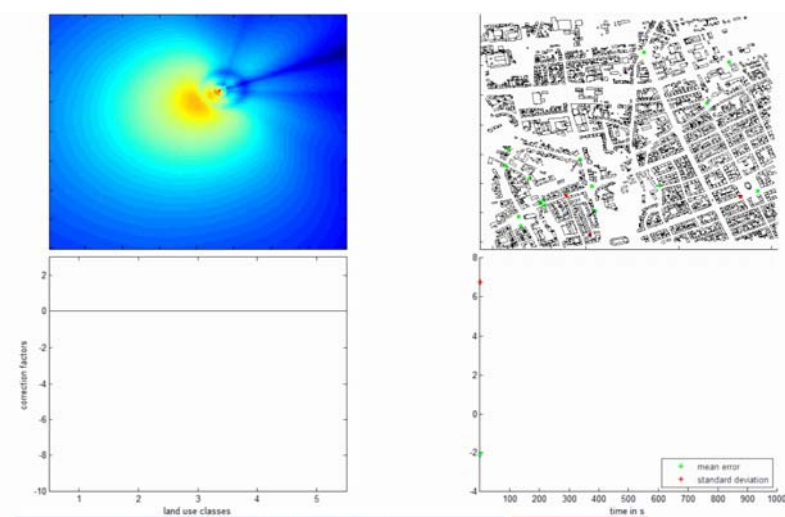 2
0
-2
-4
-6
-8
-10
correction factors
1 2 3 4 5
land use classes
8
6
4
2
0
-2
-4
mean error
standard deviation
100 200 300 400 500 600 700 800 900 1000
time in s